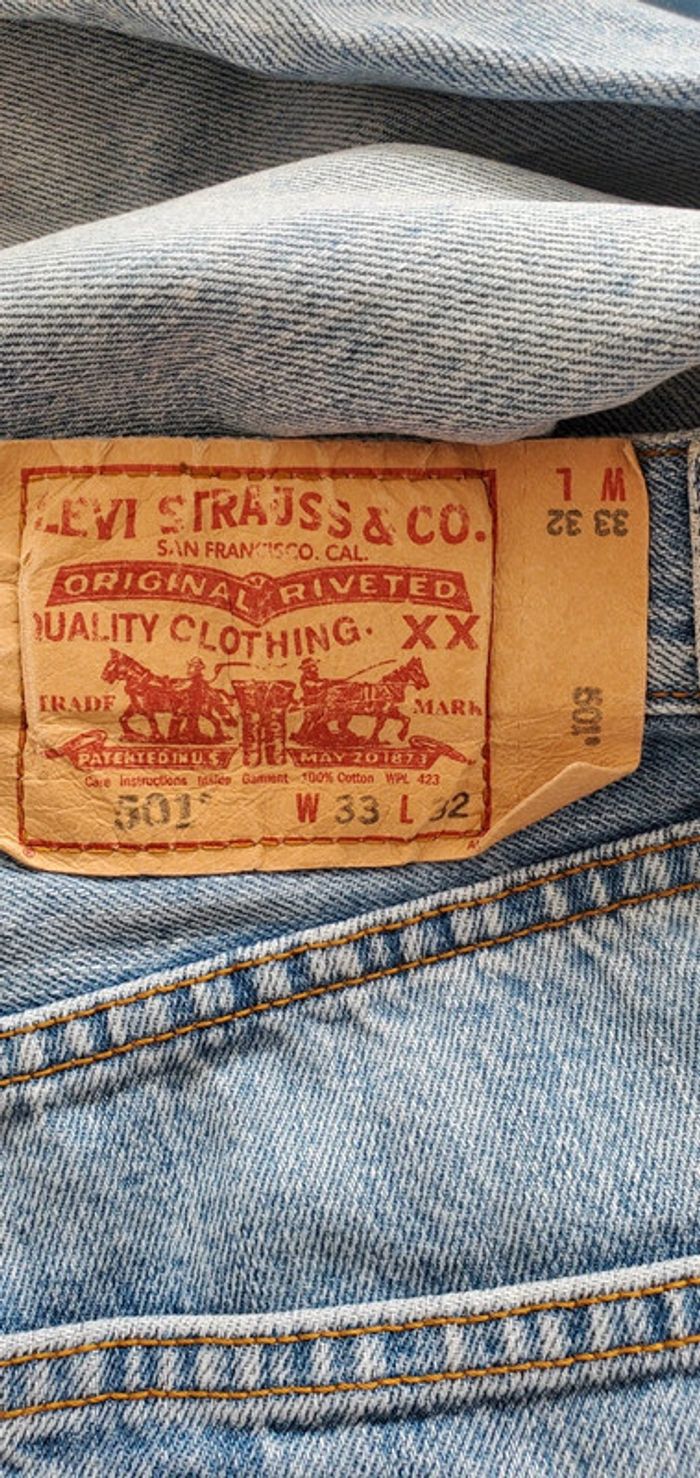 LEVI STRAUSS & CO.
SAN FRANCISCO. CAL.
ORIGINAL RIVETED
QUALITY CLOTHING. XX
TRADE MARK
PATENTED IN U.S. MAY 20 1873
Care Instructions Inside Garment 100% Cotton WPL 423
501® W 33 L 32
W L
33 32
501®